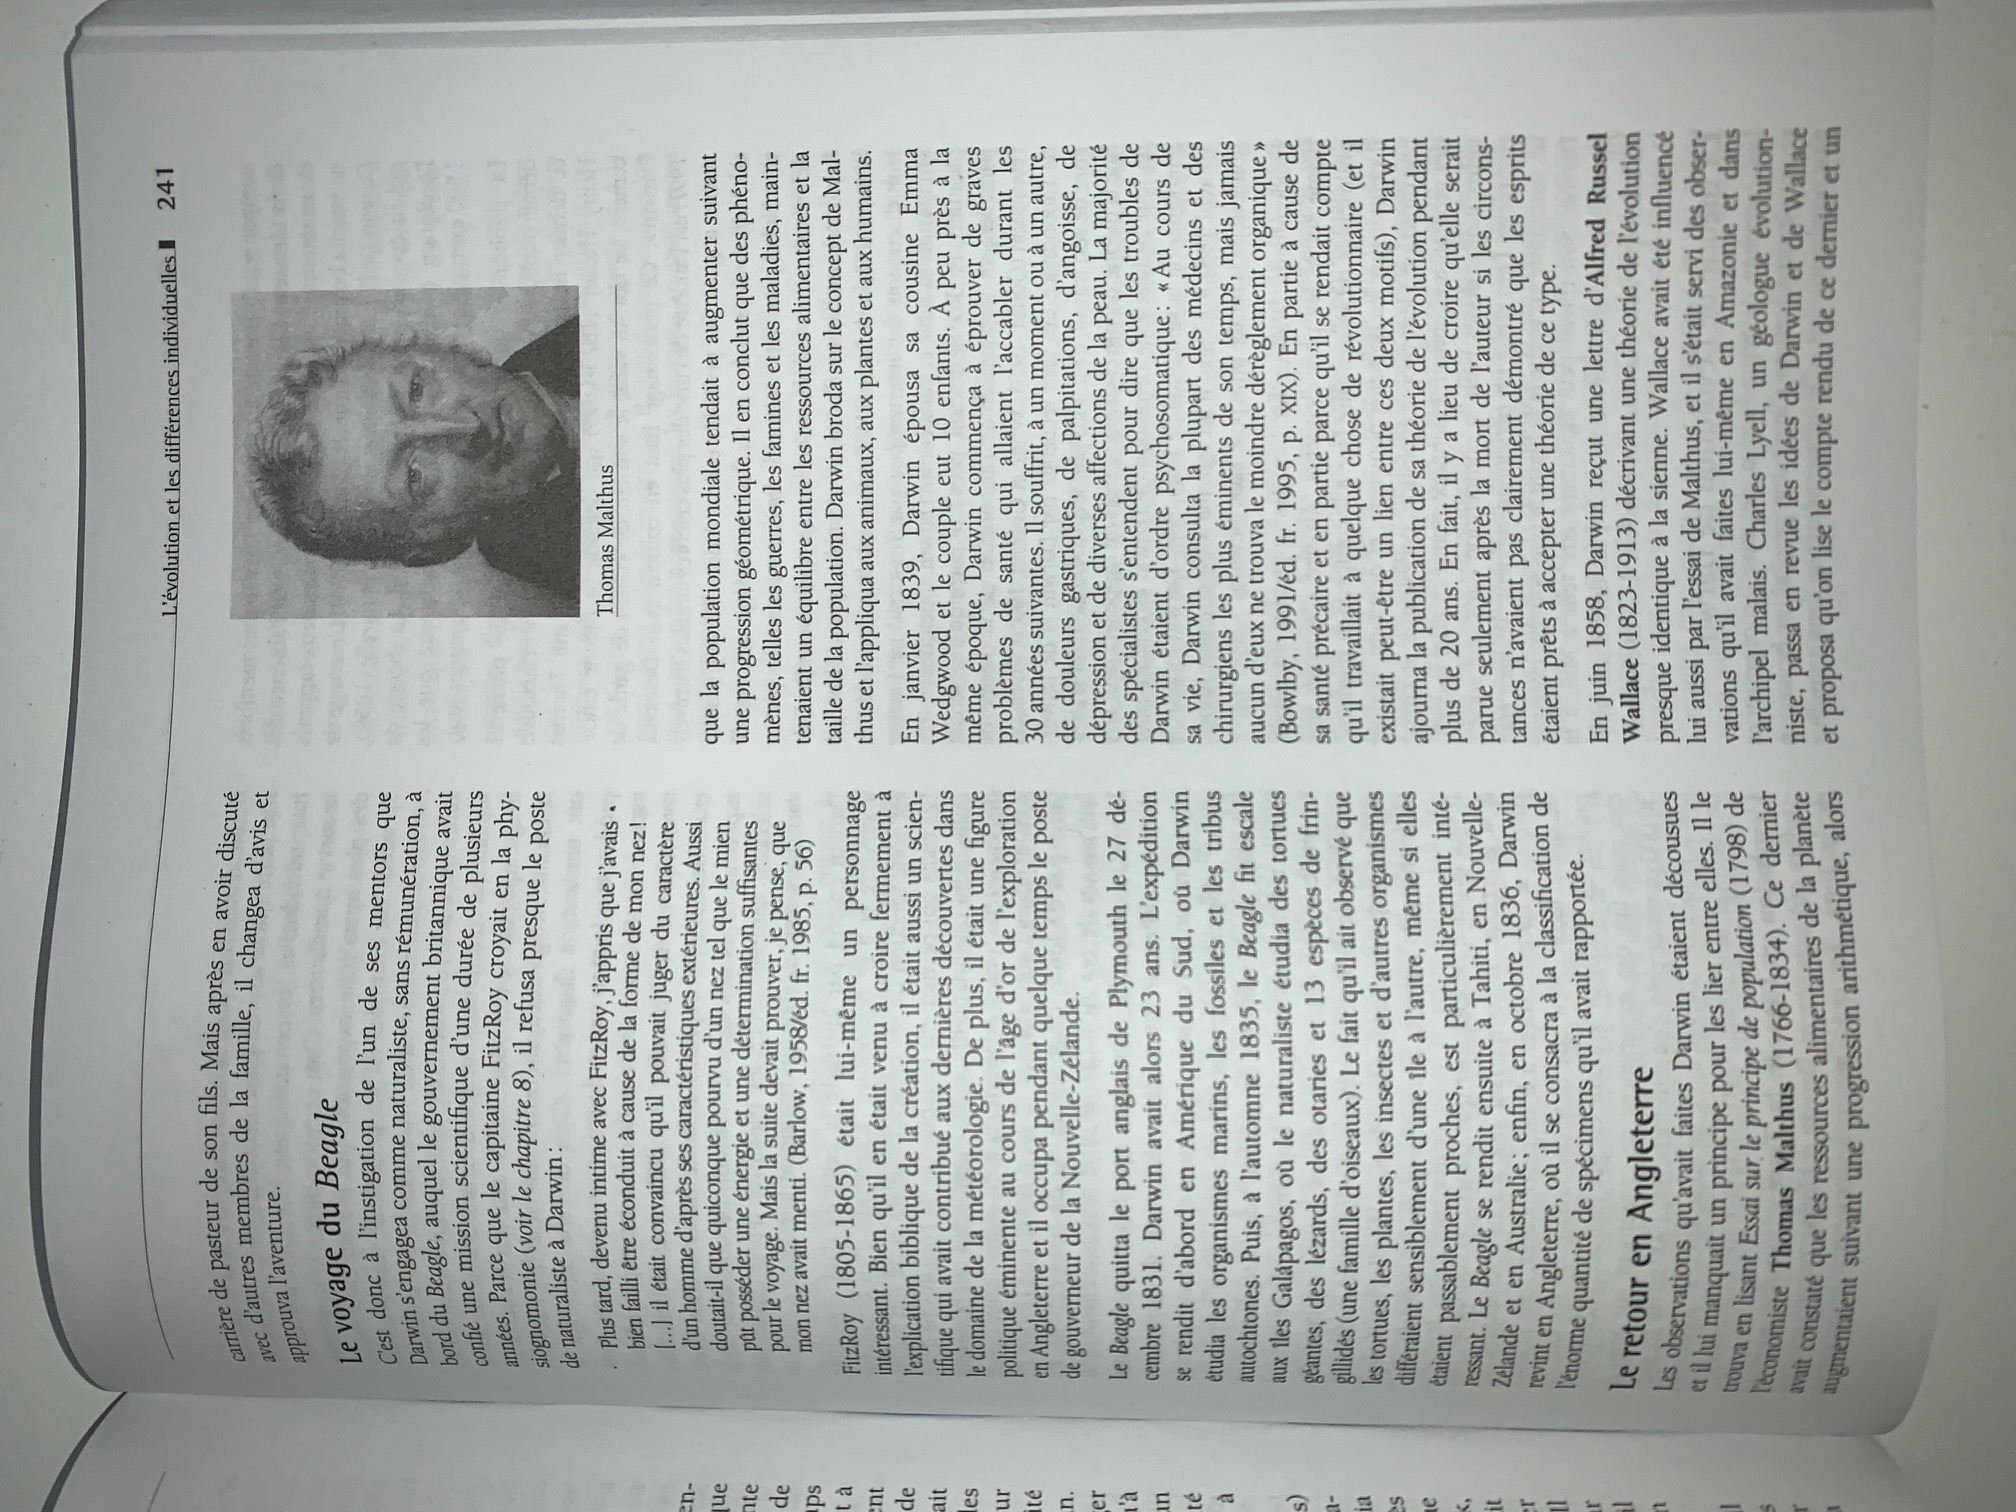 L'évolution et les différences individuelles 241
carrière de pasteur de son fils. Mais après en avoir discuté
avec d'autres membres de la famille, il changea d'avis et
approuva l'aventure.
Le voyage du Beagle
C'est donc à l'instigation de l'un de ses mentors que
Darwin s'engagea comme naturaliste, sans rémunération, à
bord du Beagle, auquel le gouvernement britannique avait
confié une mission scientifique d'une durée de plusieurs
années. Parce que le capitaine FitzRoy croyait en la phy-
siognomonie (voir le chapitre 8), il refusa presque le poste
de naturaliste à Darwin :
Plus tard, devenu intime avec FitzRoy, j'appris que j'avais
bien failli être éconduit à cause de la forme de mon nez!
[...] il était convaincu qu'il pouvait juger du caractère
d'un homme d'après ses caractéristiques extérieures. Aussi
doutait-il que quiconque pourvu d'un nez tel que le mien
pût posséder une énergie et une détermination suffisantes
pour le voyage. Mais la suite devait prouver, je pense, que
mon nez avait menti. (Barlow, 1958/éd. fr. 1985, p. 56)
FitzRoy (1805-1865) était lui-même un personnage
intéressant. Bien qu'il en était venu à croire fermement à
l'explication biblique de la création, il était aussi un scien-
tifique qui avait contribué aux dernières découvertes dans
le domaine de la météorologie. De plus, il était une figure
politique éminente au cours de l'âge d'or de l'exploration
en Angleterre et il occupa pendant quelque temps le poste
de gouverneur de la Nouvelle-Zélande.
Le Beagle quitta le port anglais de Plymouth le 27 dé-
cembre 1831. Darwin avait alors 23 ans. L'expédition
se rendit d'abord en Amérique du Sud, où Darwin
étudia les organismes marins, les fossiles et les tribus
autochtones. Puis, à l'automne 1835, le Beagle fit escale
aux îles Galápagos, où le naturaliste étudia des tortues
géantes, des lézards, des otaries et 13 espèces de frin-
gillidés (une famille d'oiseaux). Le fait qu'il ait observé que
les tortues, les plantes, les insectes et d'autres organismes
différaient sensiblement d'une île à l'autre, même si elles
étaient passablement proches, est particulièrement inté-
ressant. Le Beagle se rendit ensuite à Tahiti, en Nouvelle-
Zélande et en Australie; enfin, en octobre 1836, Darwin
revint en Angleterre, où il se consacra à la classification de
l'énorme quantité de spécimens qu'il avait rapportée.
Le retour en Angleterre
Les observations qu'avait faites Darwin étaient décousues
et il lui manquait un principe pour les lier entre elles. Il le
trouva en lisant Essai sur le principe de population (1798) de
l'économiste Thomas Malthus (1766-1834). Ce dernier
avait constaté que les ressources alimentaires de la planète
augmentaient suivant une progression arithmétique, alors
Thomas Malthus
que la population mondiale tendait à augmenter suivant
une progression géométrique. Il en conclut que des phéno-
mènes, telles les guerres, les famines et les maladies, main-
tenaient un équilibre entre les ressources alimentaires et la
taille de la population. Darwin broda sur le concept de Mal-
thus et l'appliqua aux animaux, aux plantes et aux humains.
En janvier 1839, Darwin épousa sa cousine Emma
Wedgwood et le couple eut 10 enfants. À peu près à la
même époque, Darwin commença à éprouver de graves
problèmes de santé qui allaient l'accabler durant les
30 années suivantes. Il souffrit, à un moment ou à un autre,
de douleurs gastriques, de palpitations, d'angoisse, de
dépression et de diverses affections de la peau. La majorité
des spécialistes s'entendent pour dire que les troubles de
Darwin étaient d'ordre psychosomatique : « Au cours de
sa vie, Darwin consulta la plupart des médecins et des
chirurgiens les plus éminents de son temps, mais jamais
aucun d'eux ne trouva le moindre dérèglement organique »
(Bowlby, 1991/éd. fr. 1995, p. XIX). En partie à cause de
sa santé précaire et en partie parce qu'il se rendait compte
qu'il travaillait à quelque chose de révolutionnaire (et il
existait peut-être un lien entre ces deux motifs), Darwin
ajourna la publication de sa théorie de l'évolution pendant
plus de 20 ans. En fait, il y a lieu de croire qu'elle serait
parue seulement après la mort de l'auteur si les circons-
tances n'avaient pas clairement démontré que les esprits
étaient prêts à accepter une théorie de ce type.
En juin 1858, Darwin reçut une lettre d'Alfred Russel
Wallace (1823-1913) décrivant une théorie de l'évolution
presque identique à la sienne. Wallace avait été influencé
lui aussi par l'essai de Malthus, et il s'était servi des obser-
vations qu'il avait faites lui-même en Amazonie et dans
l'archipel malais. Charles Lyell, un géologue évolution-
niste, passa en revue les idées de Darwin et de Wallace
et proposa qu'on lise le compte rendu de ce dernier et un